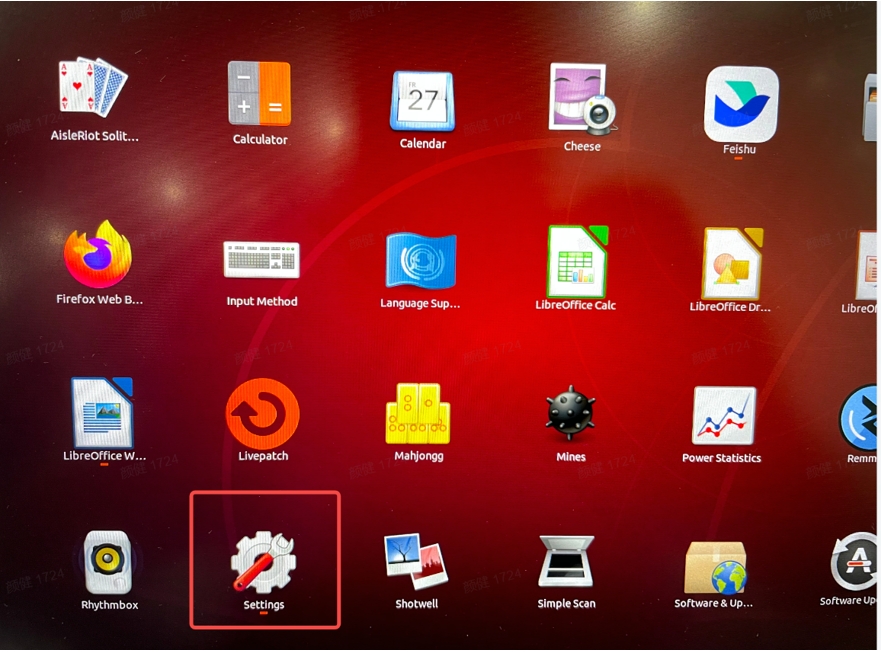 AisleRiot Solit...
Calculator
FRI
27
Calendar
Cheese
Feishu
Firefox Web B...
Input Method
Language Sup...
LibreOffice Calc
LibreOffice Dr...
LibreOf
LibreOffice W...
Livepatch
Mahjongg
Mines
Power Statistics
Remm
Rhythmbox
Settings
Shotwell
Simple Scan
Software & Up...
A
Software Up